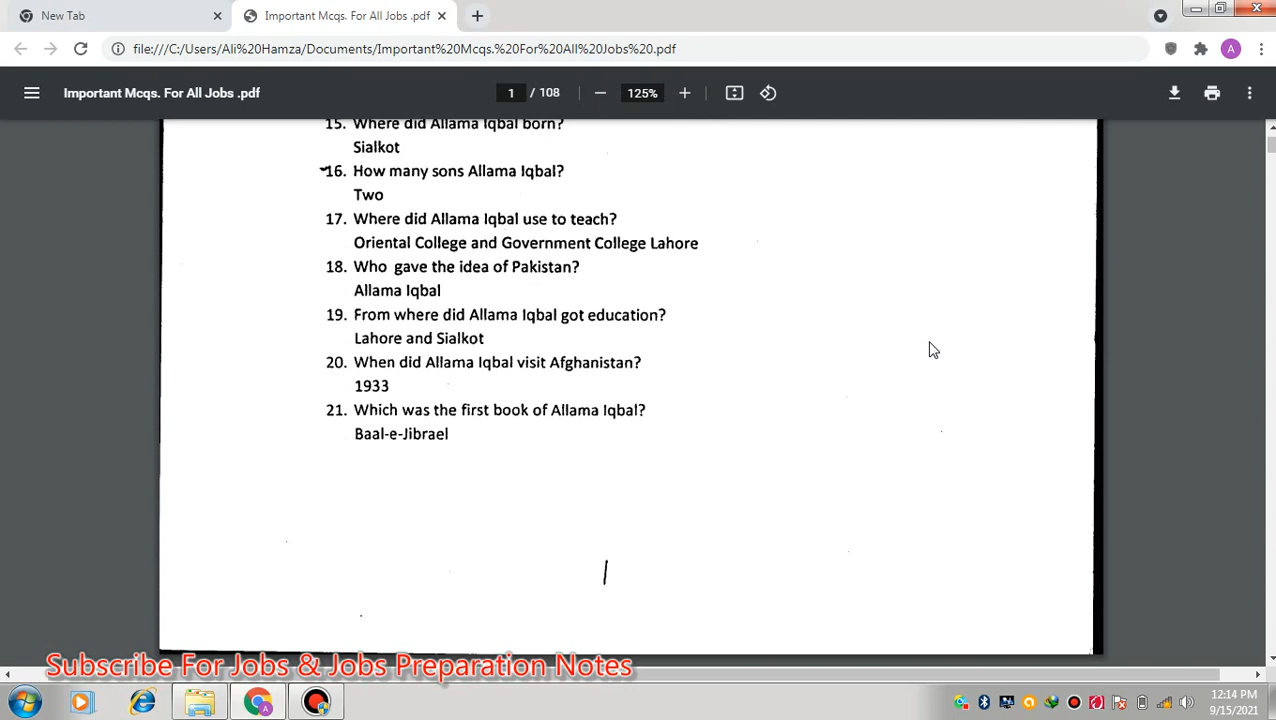 New Tab
Important Mcqs. For All Jobs .pdf
file:///C:/Users/Ali%20Hamza/Documents/Important%20Mcqs.%20For%20All%20Jobs%20.pdf
A
Important Mcqs. For All Jobs .pdf
1 / 108
125%
15. Where did Allama Iqbal born?
Sialkot
16. How many sons Allama Iqbal?
Two
17. Where did Allama Iqbal use to teach?
Oriental College and Government College Lahore
18. Who gave the idea of Pakistan?
Allama Iqbal
19. From where did Allama Iqbal got education?
Lahore and Sialkot
20. When did Allama Iqbal visit Afghanistan?
1933
21. Which was the first book of Allama Iqbal?
Baal-e-Jibrael
1
Subscribe For Jobs & Jobs Preparation Notes
12:14 PM
9/15/2021